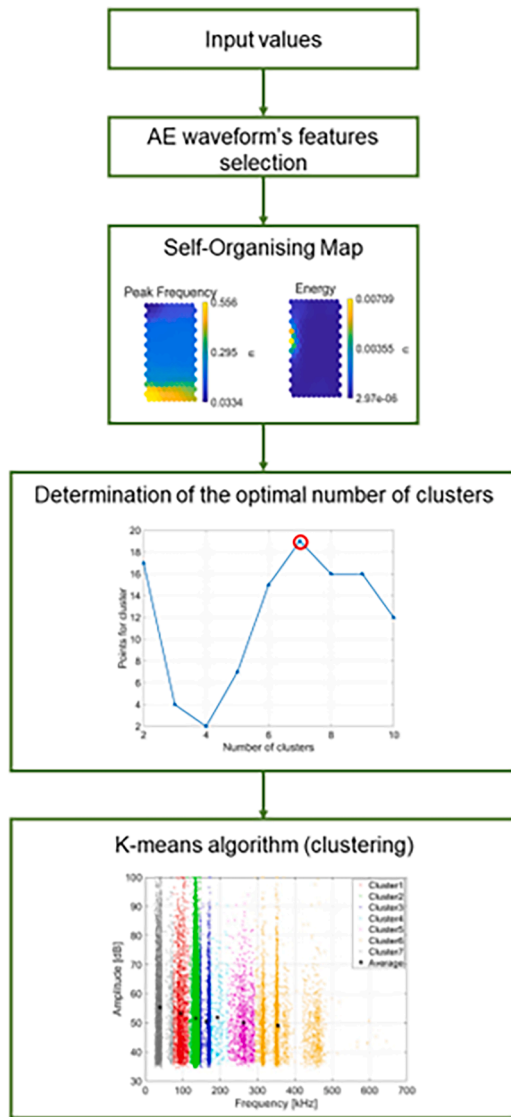 Input values
AE waveform's features
selection
Self-Organising Map
Peak Frequency
0.556
0.295
0.0334
Energy
0.00709
0.00355
2.97e-06
Determination of the optimal number of clusters
Points for cluster
20
18
16
14
12
10
8
6
4
2
2 4 6 8 10
Number of clusters
K-means algorithm (clustering)
Amplitude [dB]
100
90
80
70
60
50
40
30
Cluster1
Cluster2
Cluster3
Cluster4
Cluster5
Cluster6
Cluster7
Average
0 100 200 300 400 500 600 700
Frequency [kHz]